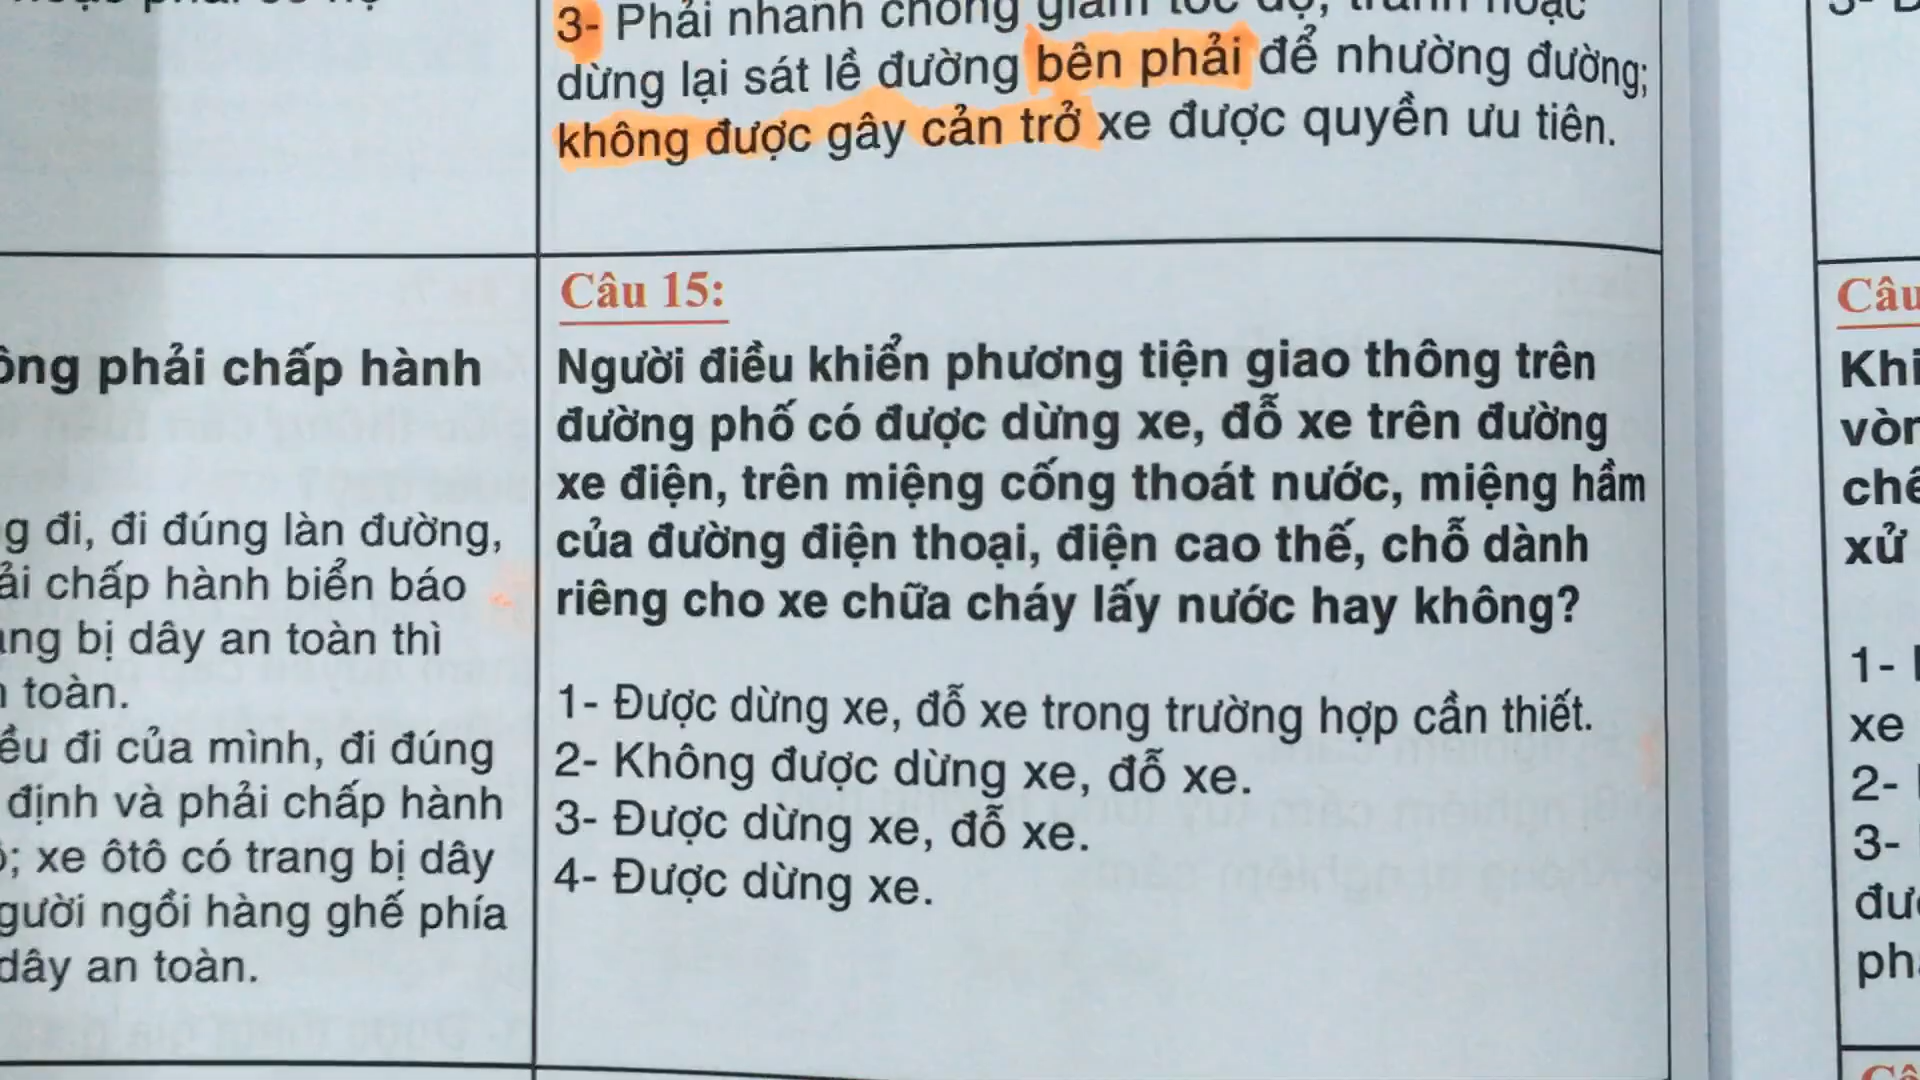 3- Phải nhanh chóng giảm tốc độ, tránh hoặc
dừng lại sát lề đường bên phải để nhường đường;
không được gây cản trở xe được quyền ưu tiên.
ông phải chấp hành
g đi, đi đúng làn đường,
ải chấp hành biển báo
ang bị dây an toàn thì
toàn.
ều đi của mình, đi đúng
định và phải chấp hành
ộ; xe ôtô có trang bị dây
gười ngồi hàng ghế phía
dây an toàn.
Câu 15:
Người điều khiển phương tiện giao thông trên
đường phố có được dừng xe, đỗ xe trên đường
xe điện, trên miệng cống thoát nước, miệng hầm
của đường điện thoại, điện cao thế, chỗ dành
riêng cho xe chữa cháy lấy nước hay không?
1- Được dừng xe, đỗ xe trong trường hợp cần thiết.
2- Không được dừng xe, đỗ xe.
3- Được dừng xe, đỗ xe.
4- Được dừng xe.
Câu
Khi
vòn
chế
xử
1-
xe
2-
3-
đượ
ph